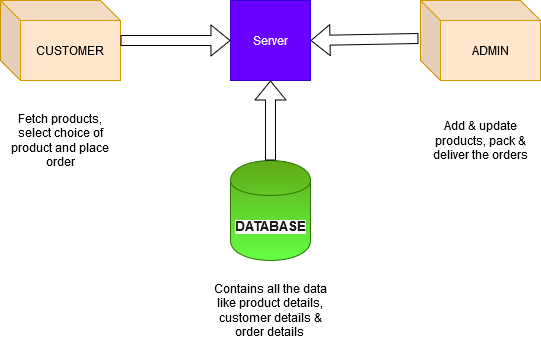 CUSTOMER
Server
ADMIN
Fetch products,
select choice of
product and place
order
Add & update
products, pack &
deliver the orders
DATABASE
Contains all the data
like product details,
customer details &
order details